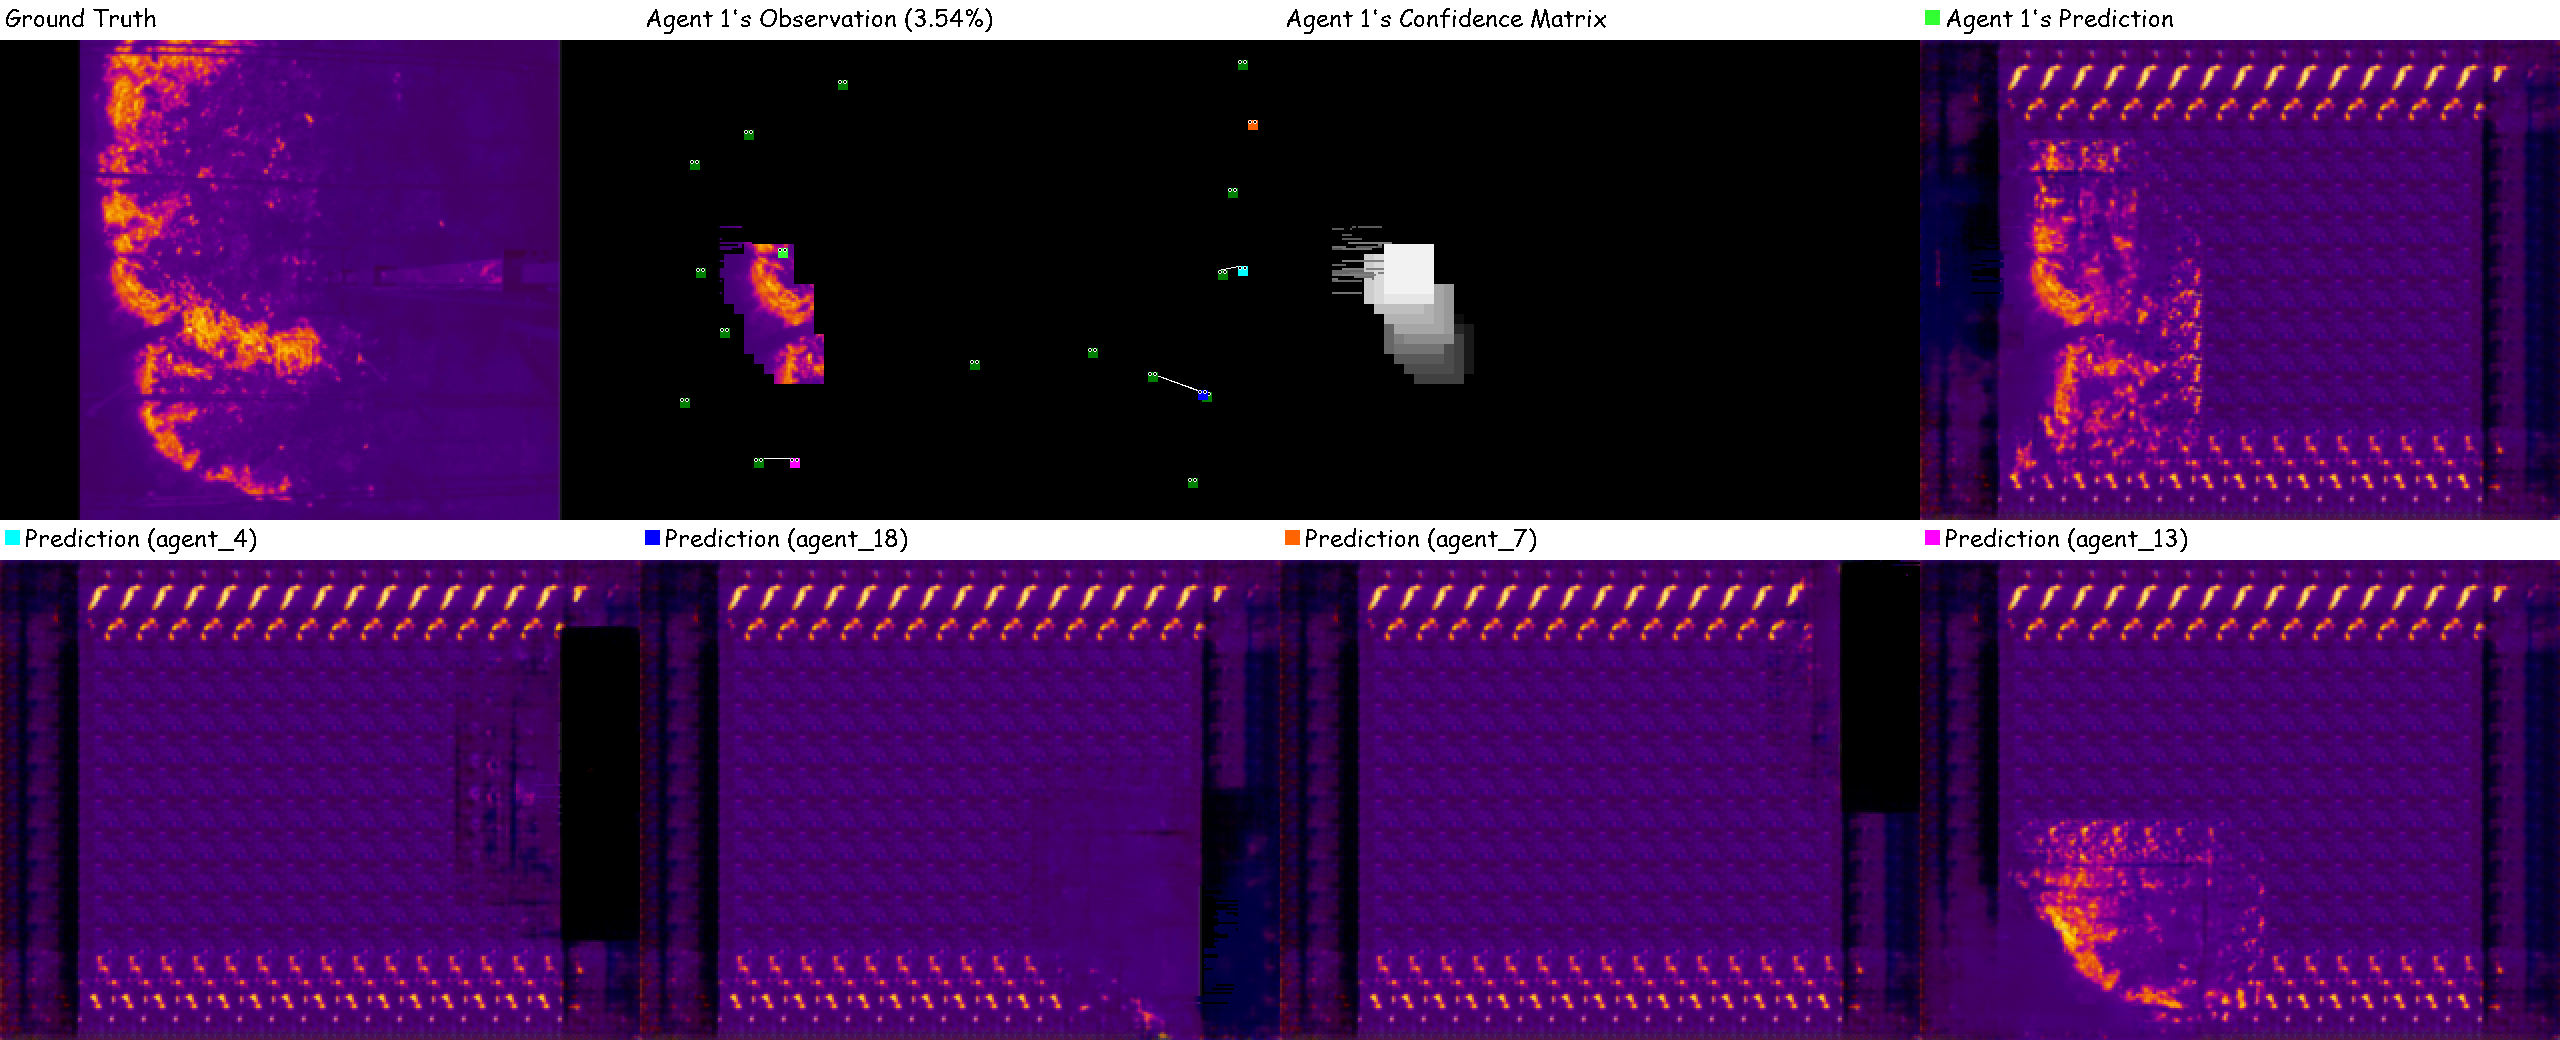 Ground Truth
Agent 1's Observation (3.54%)
Agent 1's Confidence Matrix
Agent 1's Prediction
Prediction (agent_4)
Prediction (agent_18)
Prediction (agent_7)
Prediction (agent_13)